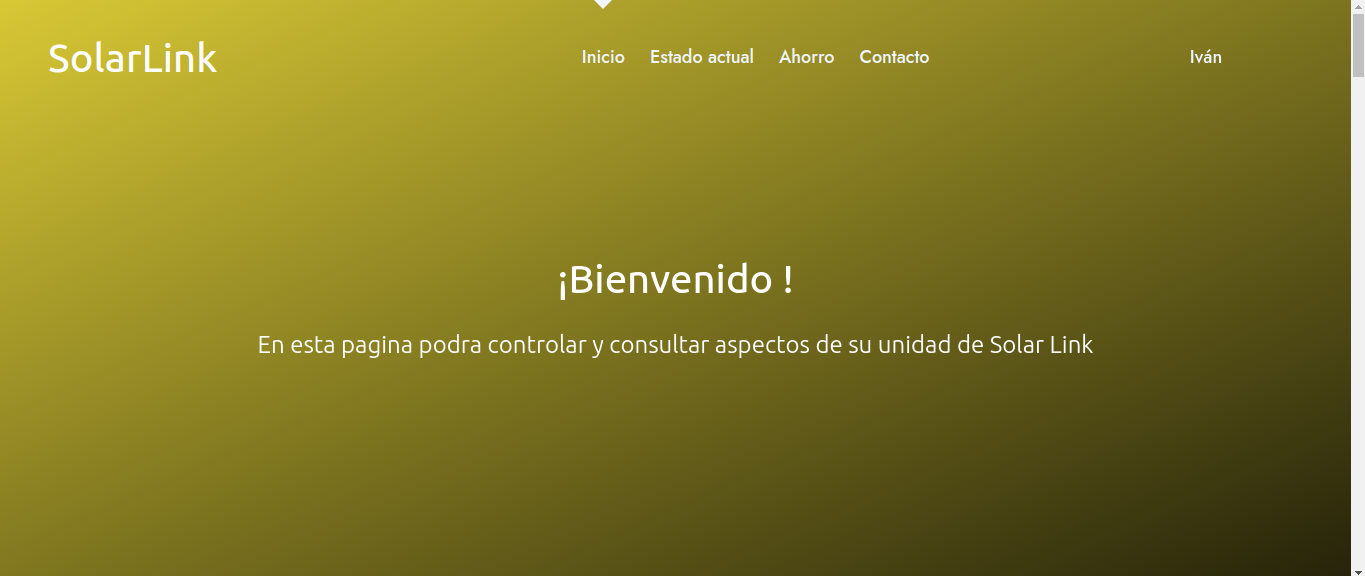 SolarLink
Inicio Estado actual Ahorro Contacto
Iván
¡Bienvenido !
En esta pagina podra controlar y consultar aspectos de su unidad de Solar Link